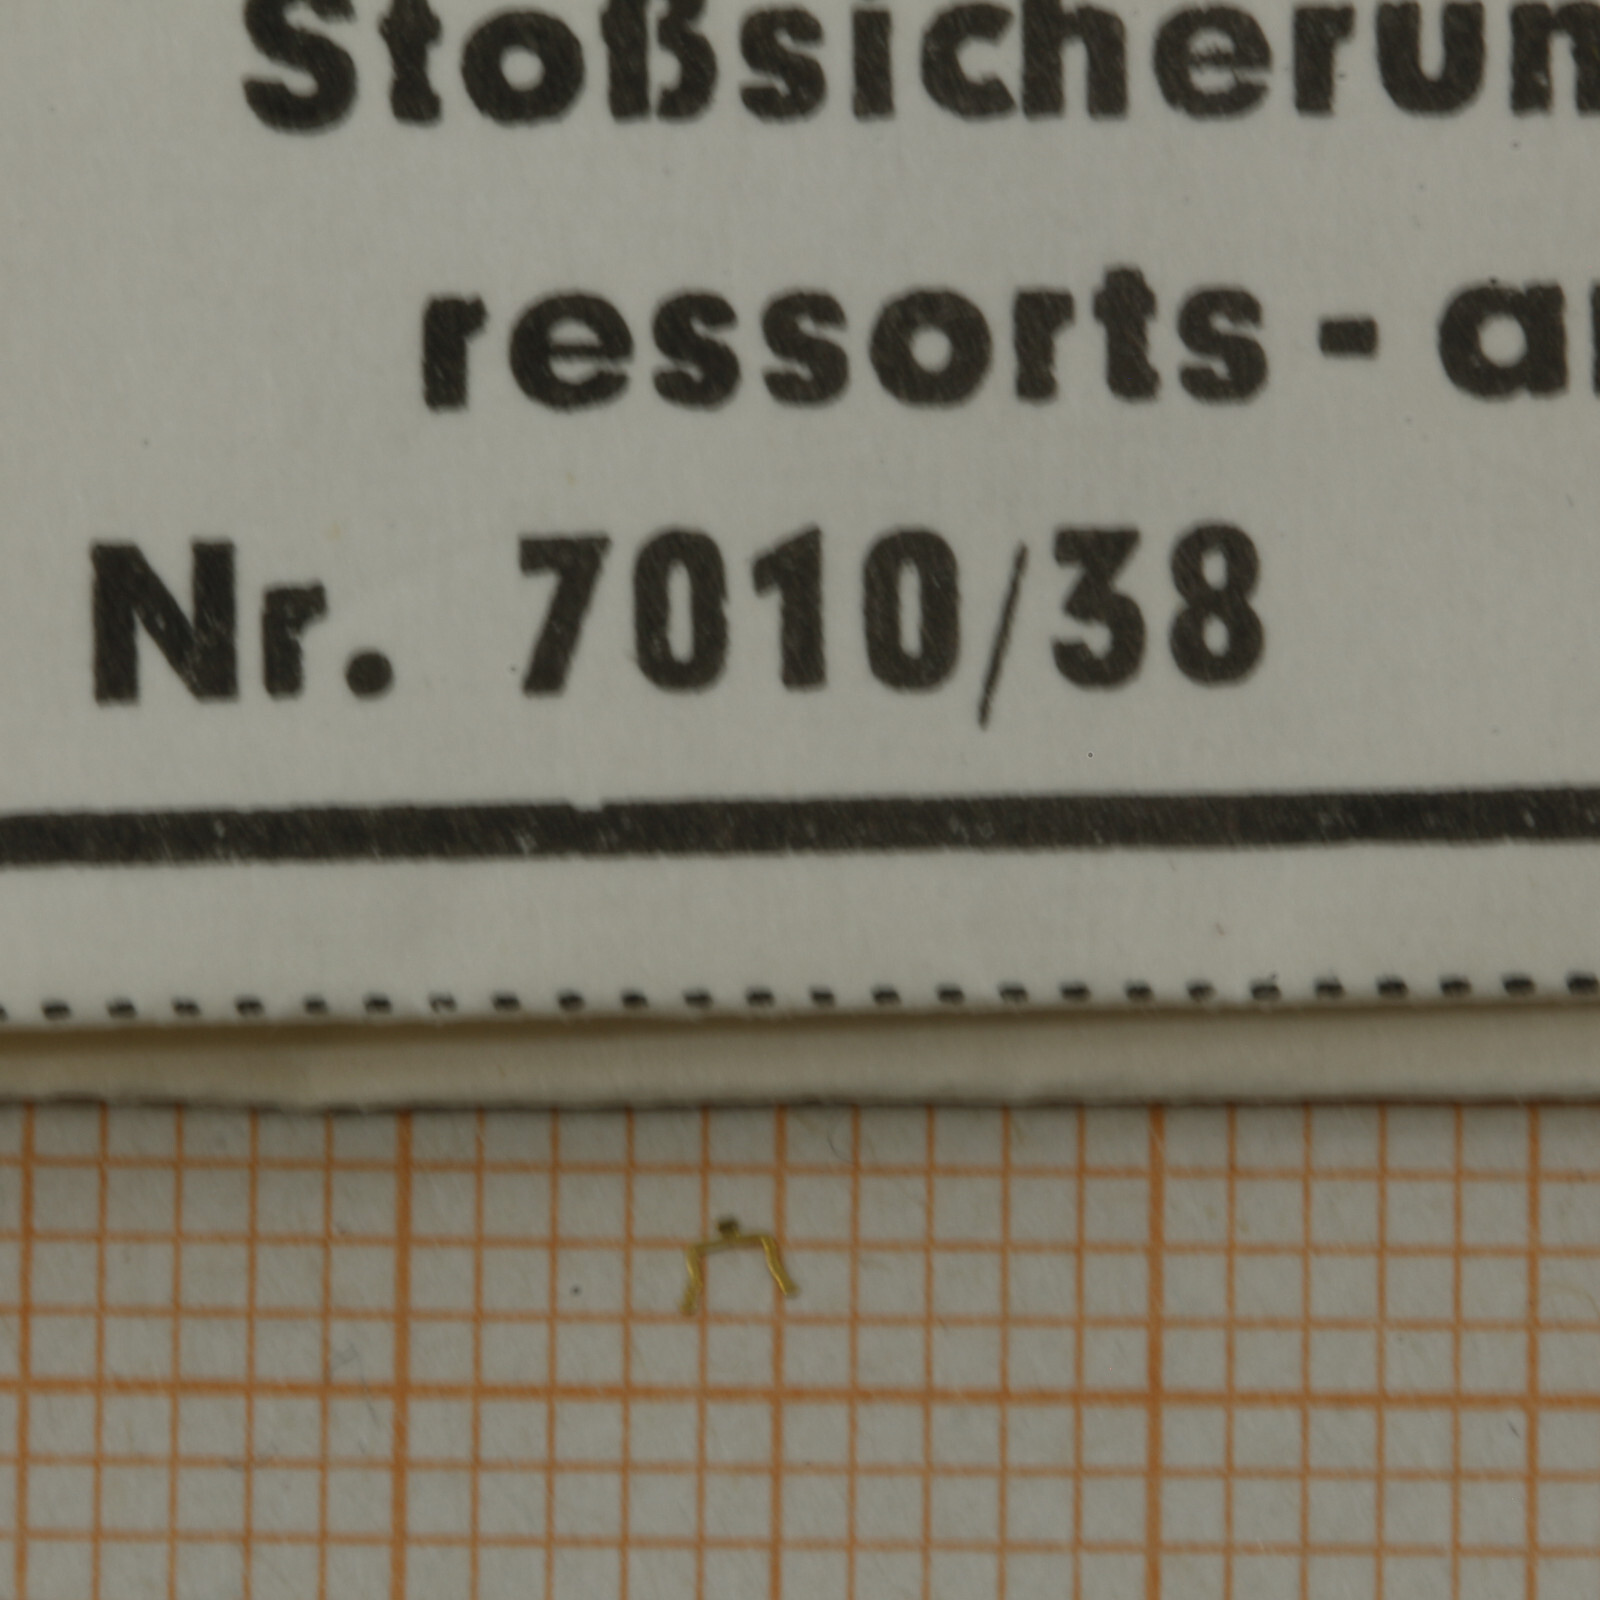 Stoßsicherun
ressorts - a
Nr. 7010/38